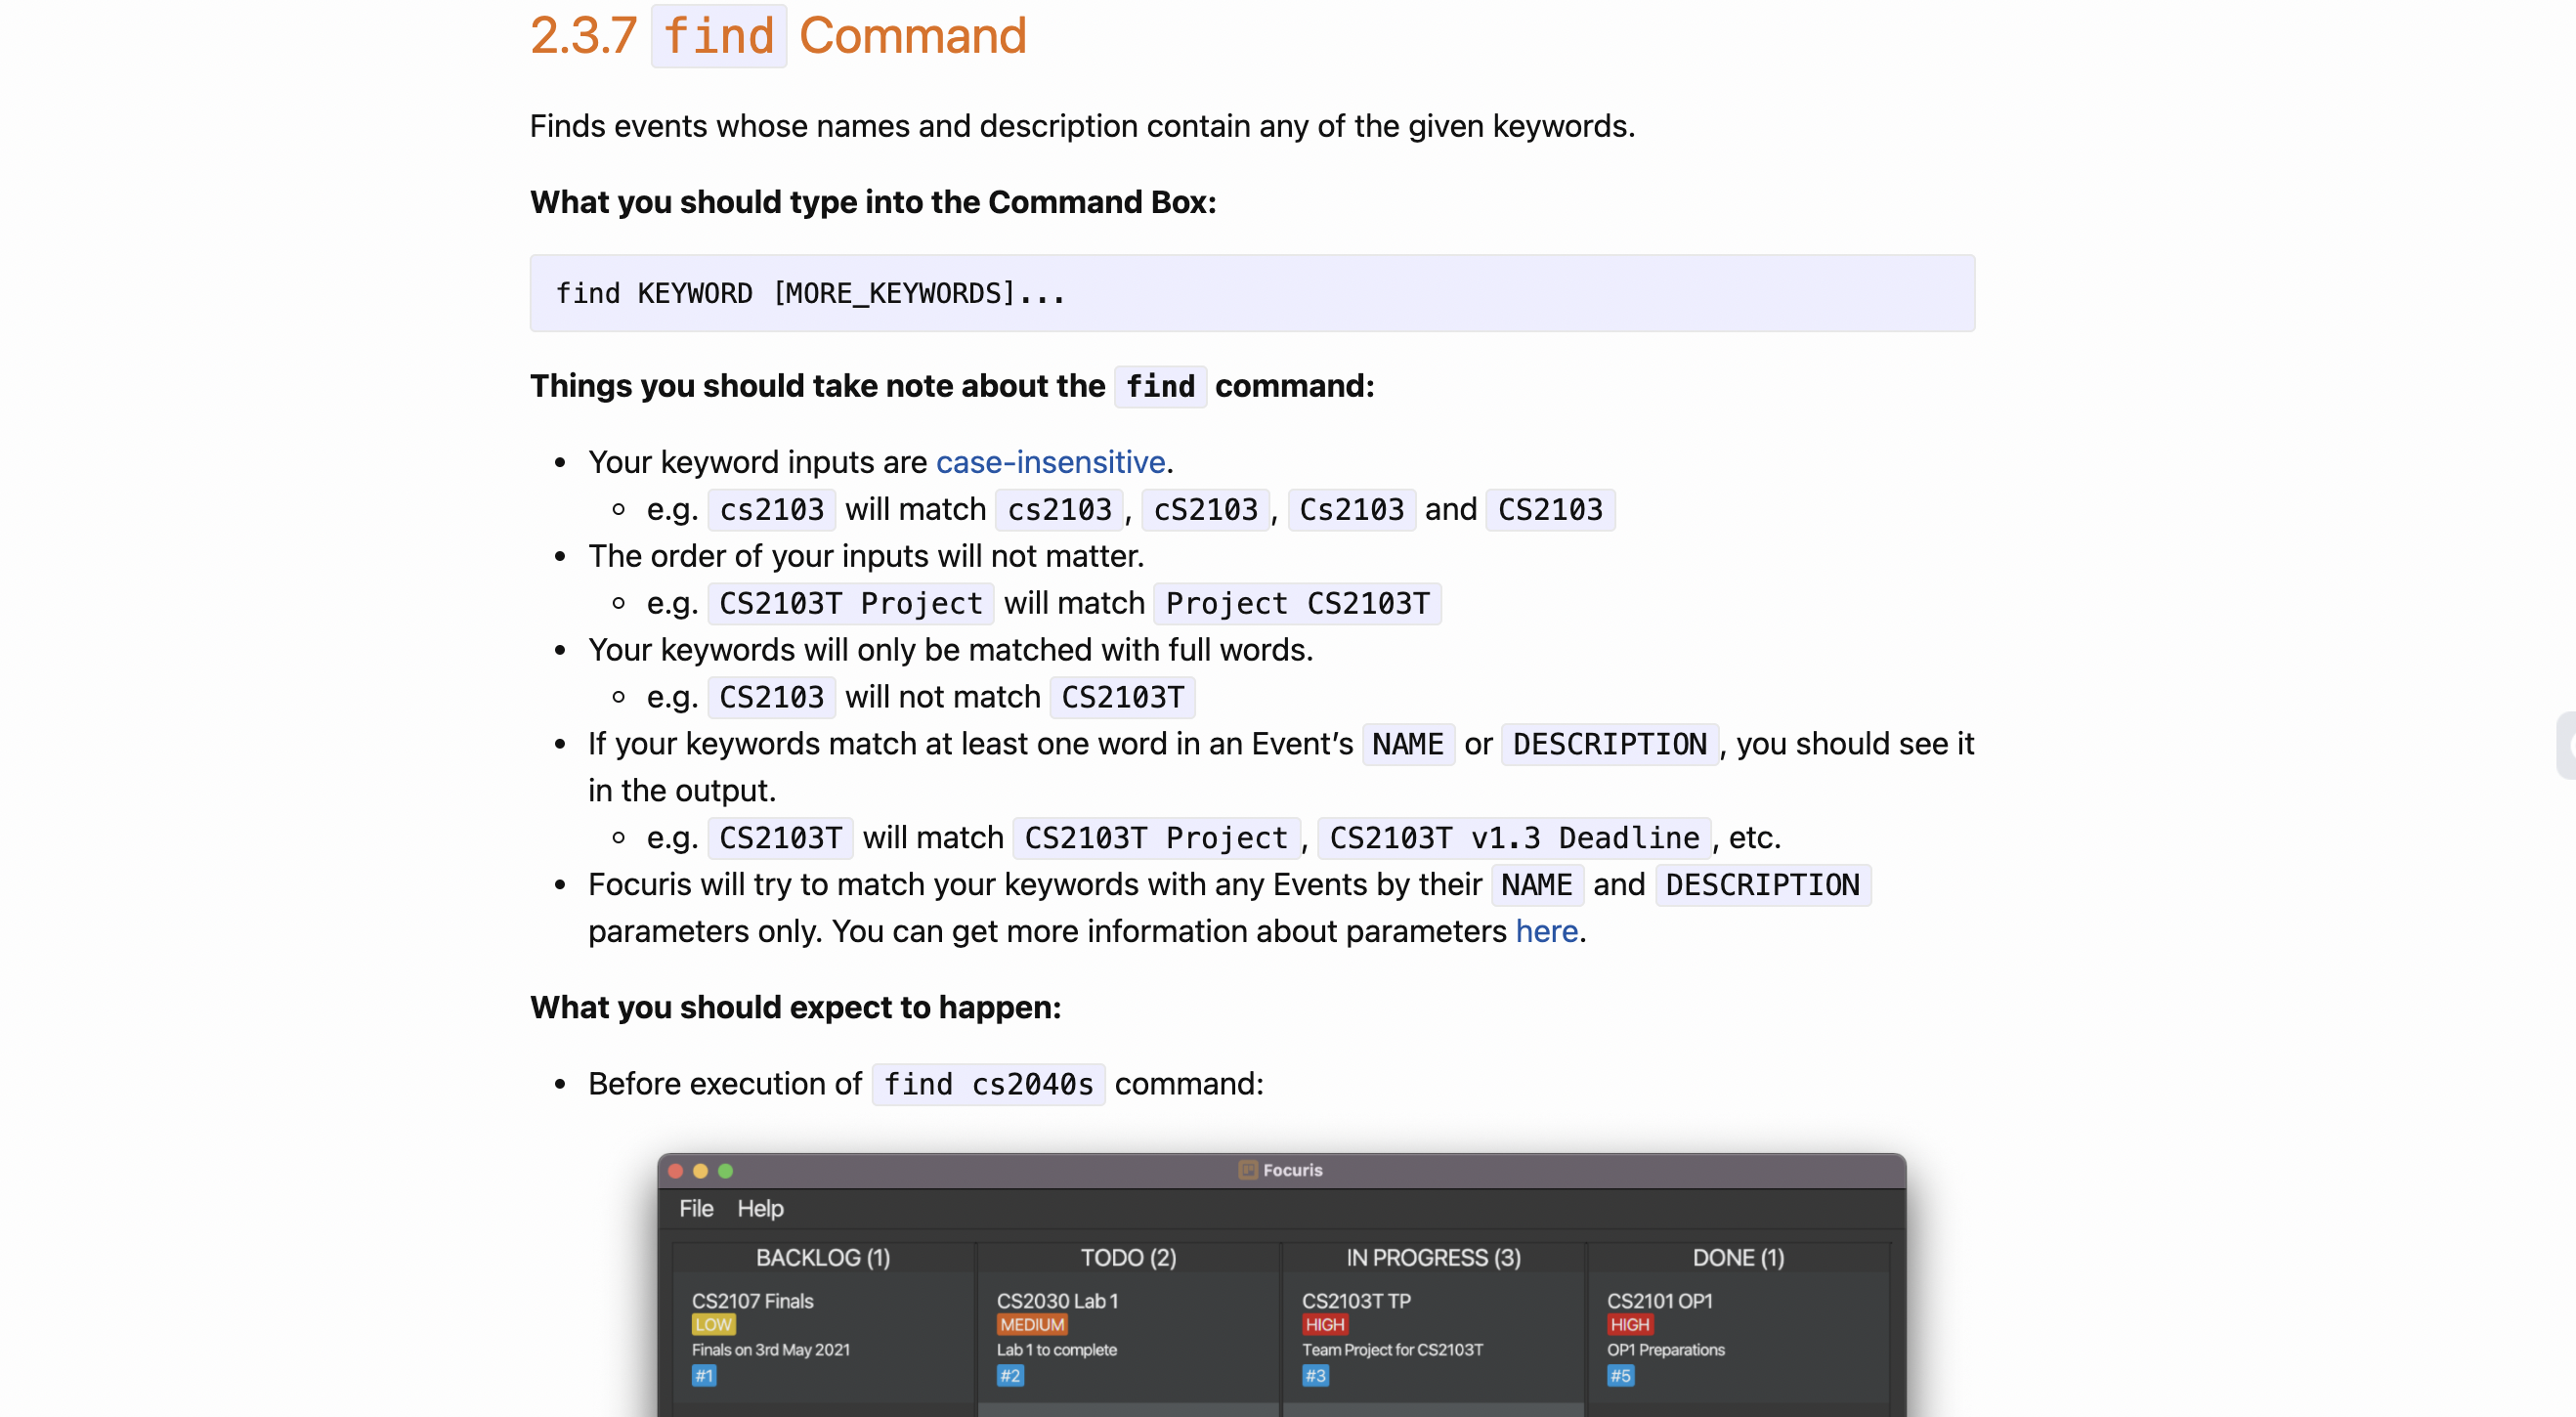 2.3.7 find Command
Finds events whose names and description contain any of the given keywords.
What you should type into the Command Box:
find KEYWORD [MORE_KEYWORDS]...
Things you should take note about the find command:
• Your keyword inputs are case-insensitive.
◦ e.g. cs2103 will match cs2103, cS2103, Cs2103 and CS2103
• The order of your inputs will not matter.
◦ e.g. CS2103T Project will match Project CS2103T
• Your keywords will only be matched with full words.
◦ e.g. CS2103 will not match CS2103T
• If your keywords match at least one word in an Event’s NAME or DESCRIPTION, you should see it
in the output.
◦ e.g. CS2103T will match CS2103T Project, CS2103T v1.3 Deadline, etc.
• Focuris will try to match your keywords with any Events by their NAME and DESCRIPTION
parameters only. You can get more information about parameters here.
What you should expect to happen:
• Before execution of find cs2040s command:
Focuris
File Help
BACKLOG (1) TODO (2) IN PROGRESS (3) DONE (1)
CS2107 Finals CS2030 Lab 1 CS2103T TP CS2101 OP1
LOW MEDIUM HIGH HIGH
Finals on 3rd May 2021 Lab 1 to complete Team Project for CS2103T OP1 Preparations
#1 #2 #3 #5